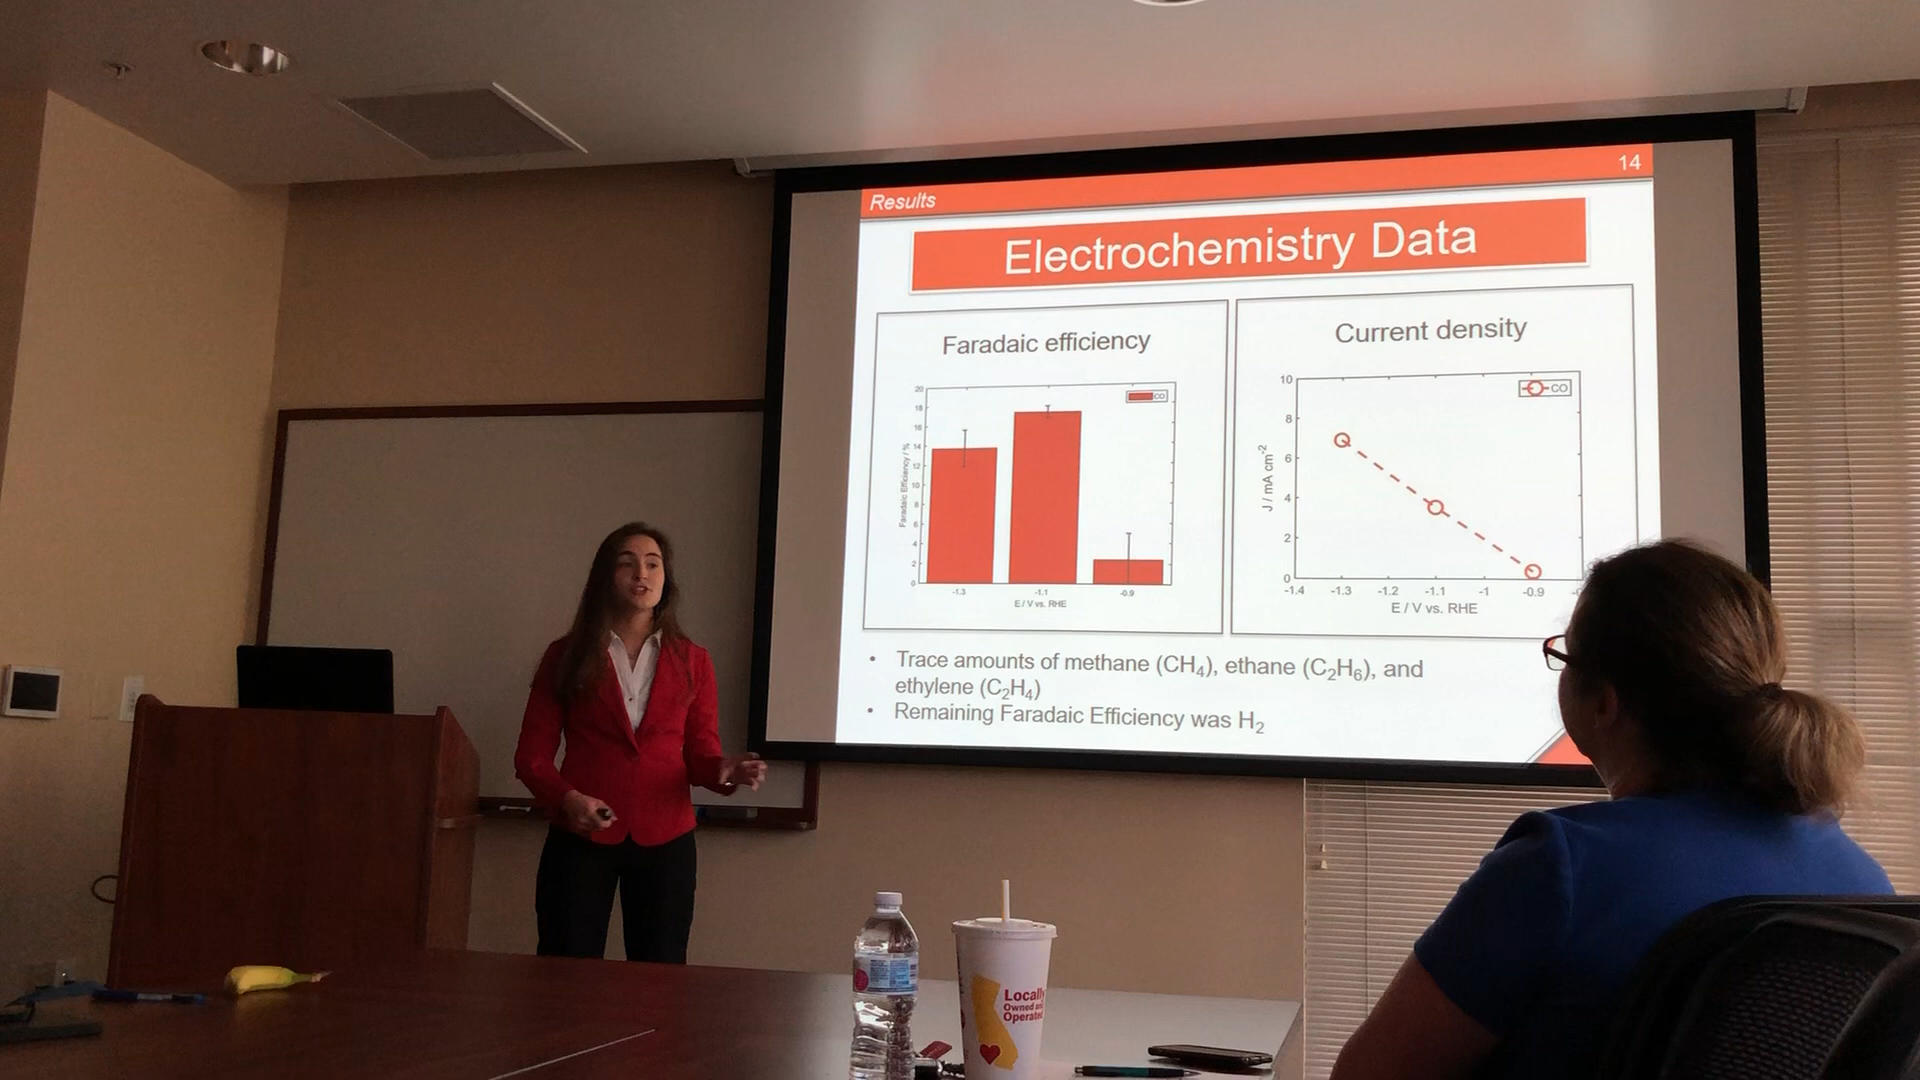 Results
14
Electrochemistry Data
Faradaic efficiency
20
18
16
14
12
10
8
6
4
2
0
Faradaic Efficiency / %
CO
-1.3
-1.1
-0.9
E / V vs. RHE
Current density
10
8
6
4
2
0
J / mA cm⁻²
CO
-1.4
-1.3
-1.2
-1.1
-1
-0.9
E / V vs. RHE
• Trace amounts of methane (CH₄), ethane (C₂H₆), and
ethylene (C₂H₄)
• Remaining Faradaic Efficiency was H₂
Locally
Owned and
Operated